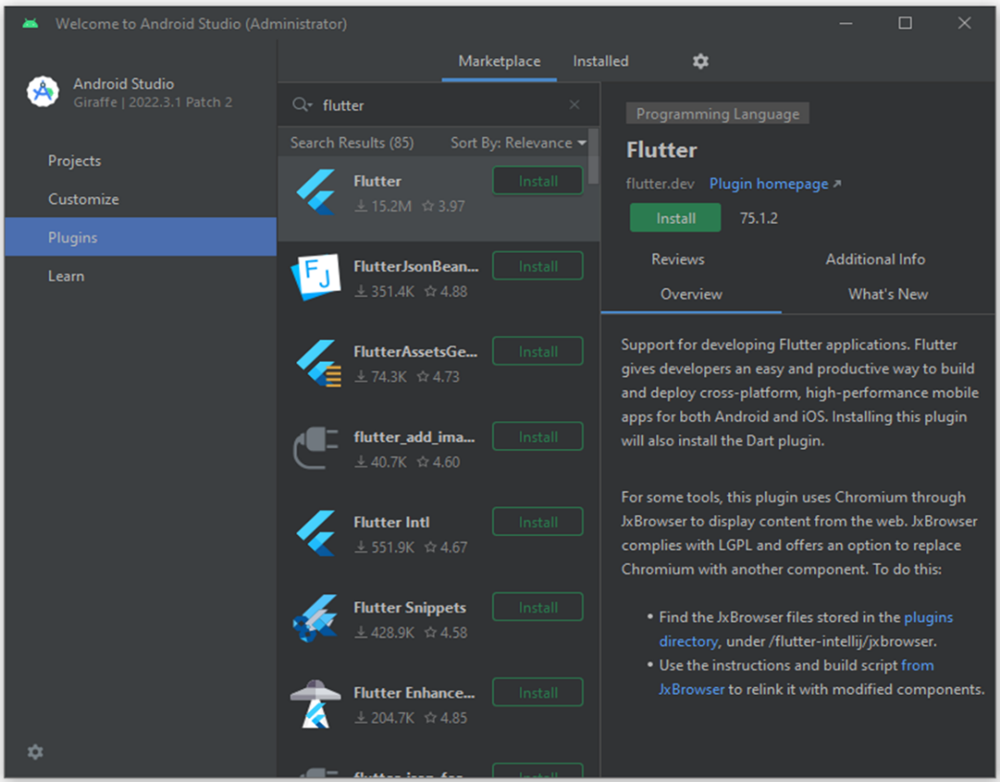 Welcome to Android Studio (Administrator)
Android Studio
Giraffe | 2022.3.1 Patch 2
Projects
Customize
Plugins
Learn
Marketplace
Installed
flutter
Search Results (85)
Sort By: Relevance
Flutter
Install
15.2M
3.97
FlutterJsonBean...
Install
351.4K
4.88
FlutterAssetsGe...
Install
74.3K
4.73
flutter_add_ima...
Install
40.7K
4.60
Flutter Intl
Install
551.9K
4.67
Flutter Snippets
Install
428.9K
4.58
Flutter Enhance...
Install
204.7K
4.85
Install
Programming Language
Flutter
flutter.dev
Plugin homepage
Install
75.1.2
Reviews
Additional Info
Overview
What's New
Support for developing Flutter applications. Flutter
gives developers an easy and productive way to build
and deploy cross-platform, high-performance mobile
apps for both Android and iOS. Installing this plugin
will also install the Dart plugin.
For some tools, this plugin uses Chromium through
JxBrowser to display content from the web. JxBrowser
complies with LGPL and offers an option to replace
Chromium with another component. To do this:
• Find the JxBrowser files stored in the plugins
directory, under /flutter-intellij/jxbrowser.
• Use the instructions and build script from
JxBrowser to relink it with modified components.